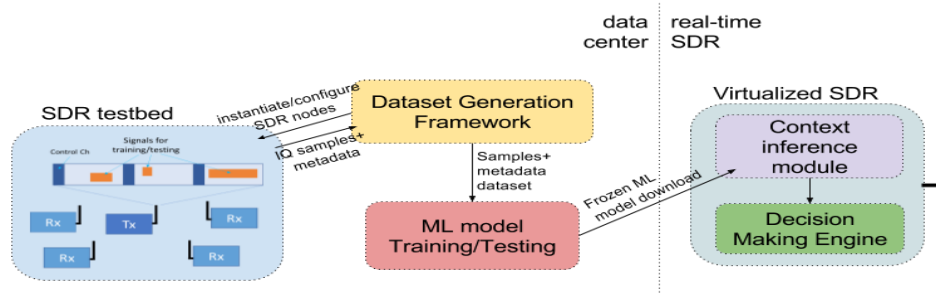 data
center
real-time
SDR
SDR testbed
Control Ch
Signals for
training/testing
Rx
Tx
Rx
Rx
Rx
instantiate/configure
SDR nodes
IQ samples+
metadata
Dataset Generation
Framework
Samples+
metadata
dataset
ML model
Training/Testing
Frozen ML
model download
Virtualized SDR
Context
inference
module
Decision
Making Engine